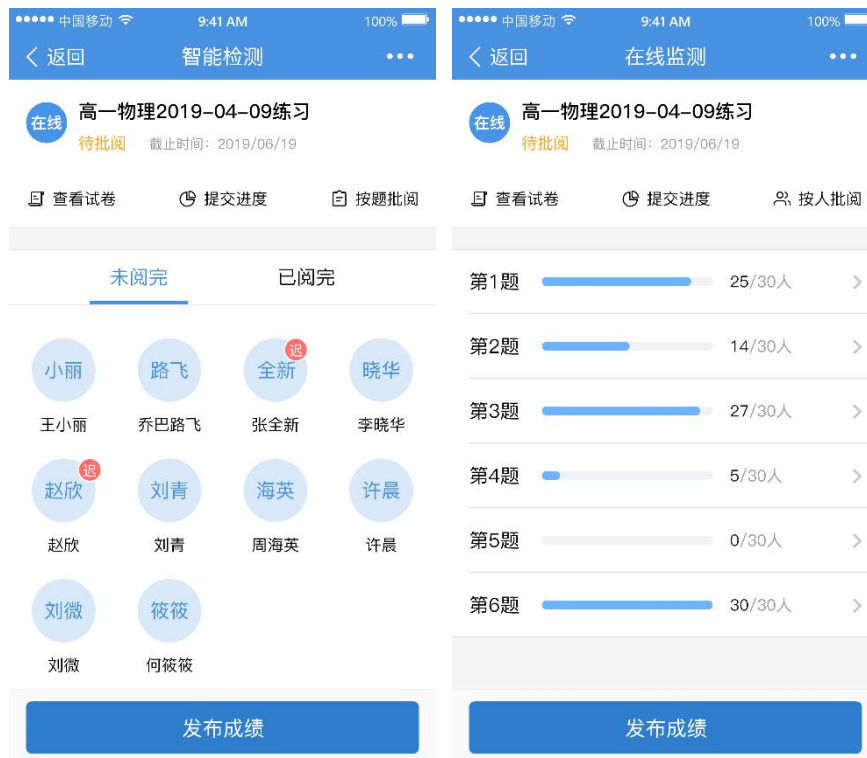 中国移动 9:41 AM 100%
返回 智能检测
在线 高一物理2019-04-09练习
待批阅 截止时间：2019/06/19
查看试卷 提交进度 按题批阅
未阅完 已阅完
小丽 路飞 全新 迟 晓华
王小丽 乔巴路飞 张全新 李晓华
赵欣 迟 刘青 海英 许晨
赵欣 刘青 周海英 许晨
刘微 筱筱
刘微 何筱筱
发布成绩
中国移动 9:41 AM 100%
返回 在线监测
在线 高一物理2019-04-09练习
待批阅 截止时间：2019/06/19
查看试卷 提交进度 按人批阅
第1题 25/30人
第2题 14/30人
第3题 27/30人
第4题 5/30人
第5题 0/30人
第6题 30/30人
发布成绩